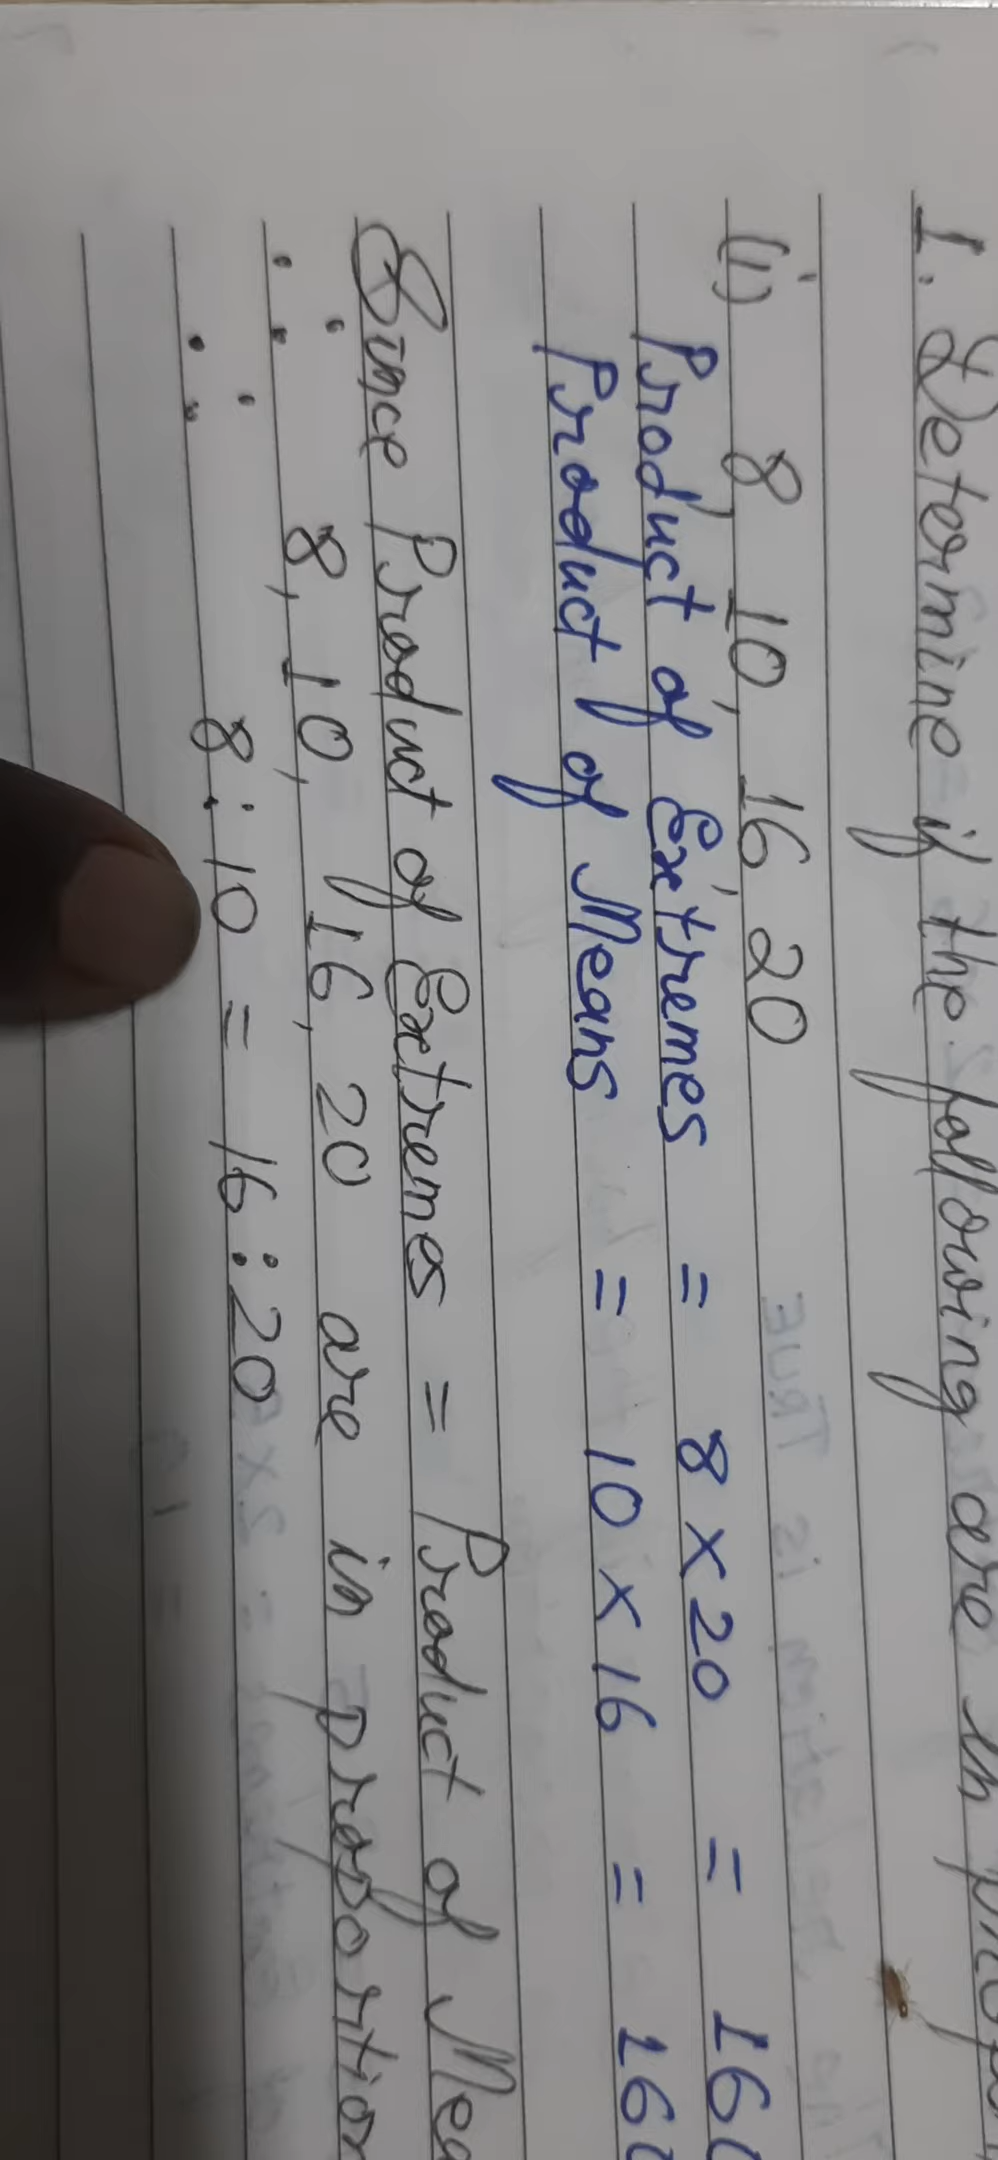 1. Determine if the following are in
(i) 8, 10, 16, 20
Product of Extremes = 8 × 20 = 160
Product of Means = 10 × 16 = 160
Since Product of Extremes = Product of
∴ 8, 10, 16, 20 are in proportion
∴ 8 : 10 = 16 : 20